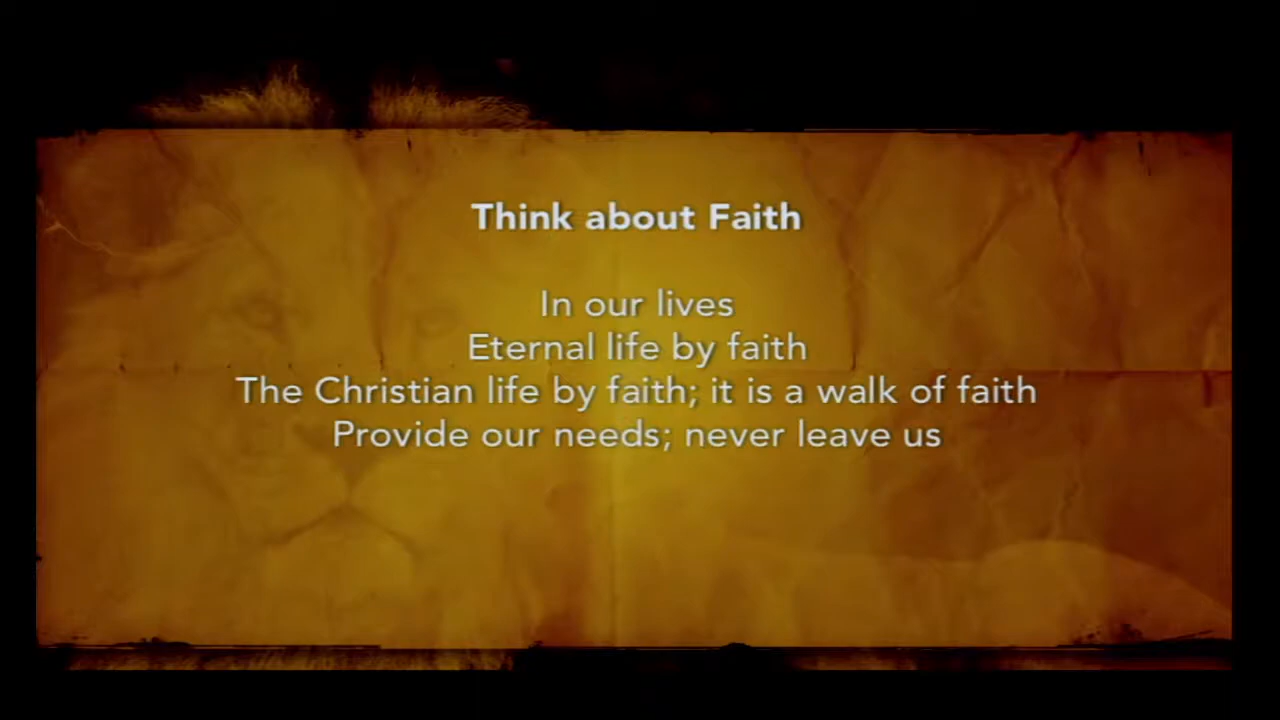 Think about Faith
In our lives
Eternal life by faith
The Christian life by faith; it is a walk of faith
Provide our needs; never leave us